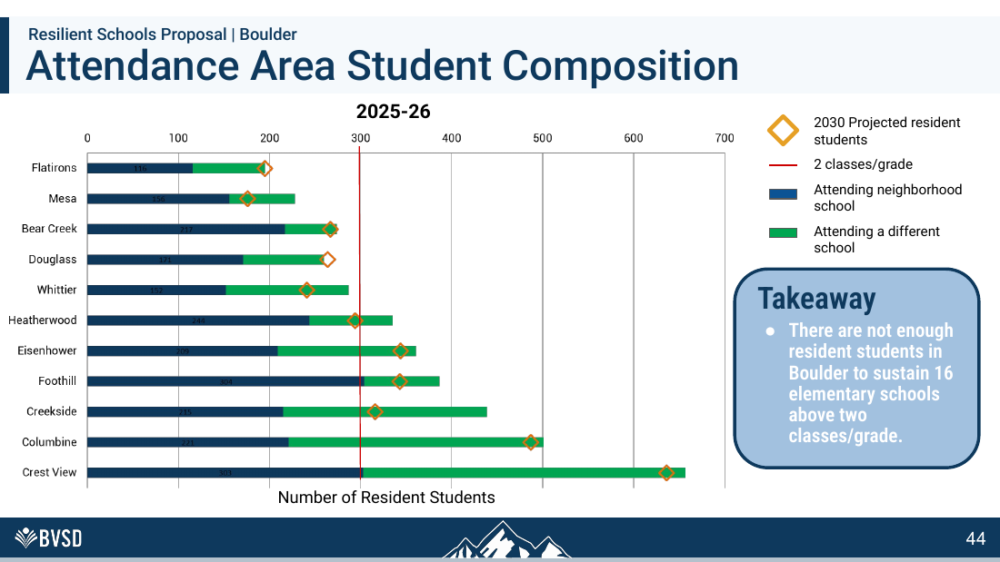 Resilient Schools Proposal | Boulder
Attendance Area Student Composition
2025-26
0 100 200 300 400 500 600 700
Flatirons 116
Mesa 156
Bear Creek 217
Douglass 171
Whittier 152
Heatherwood 244
Eisenhower 209
Foothill 304
Creekside 215
Columbine 221
Crest View 303
Number of Resident Students
2030 Projected resident
students
2 classes/grade
Attending neighborhood
school
Attending a different
school
Takeaway
● There are not enough
resident students in
Boulder to sustain 16
elementary schools
above two
classes/grade.
BVSD
44